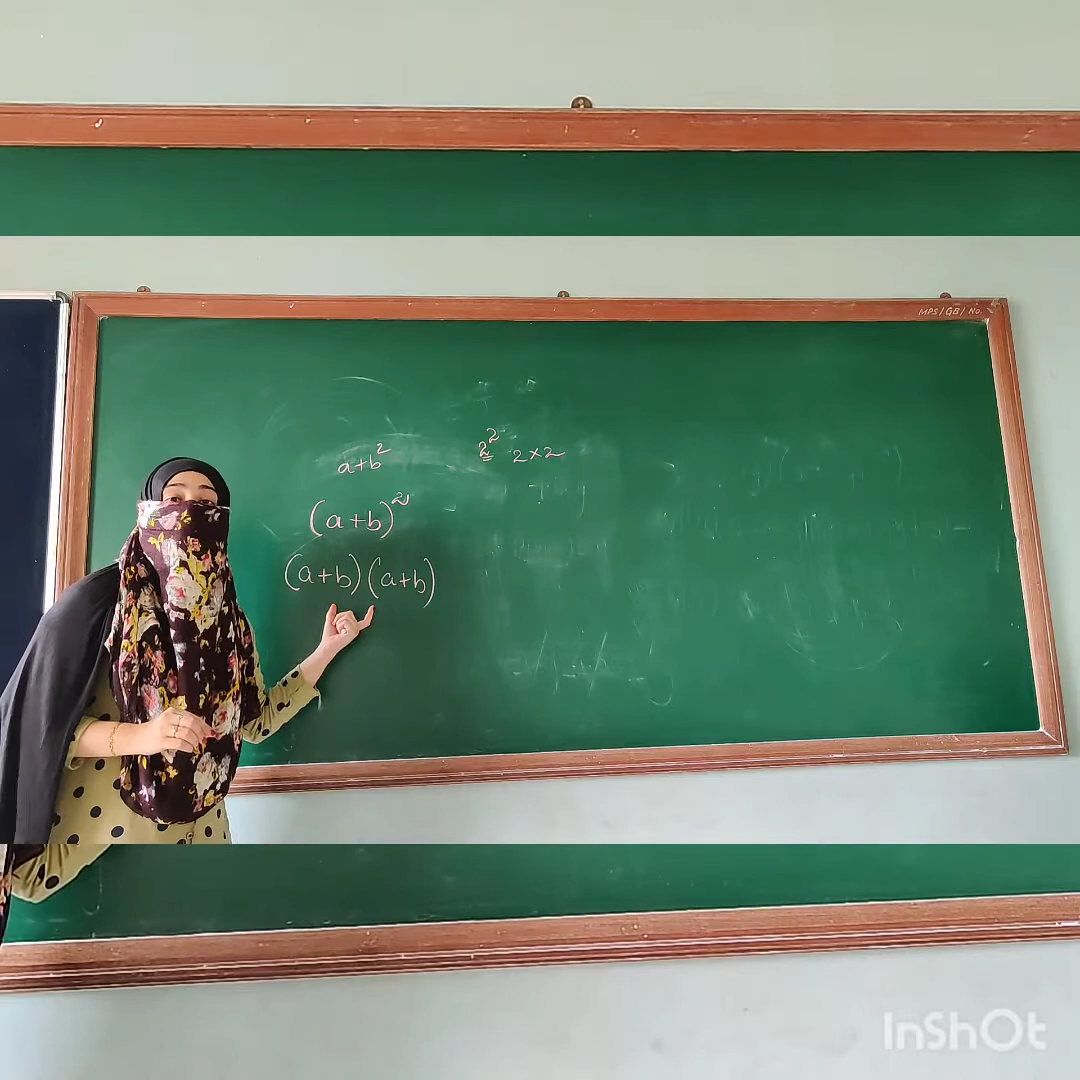 MPS/GB/No.
a+b² 2² 2×2
(a+b)²
(a+b)(a+b)
InShOt